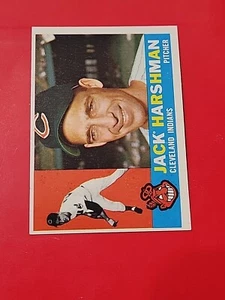 C
JACK HARSHMAN
CLEVELAND INDIANS
PITCHER